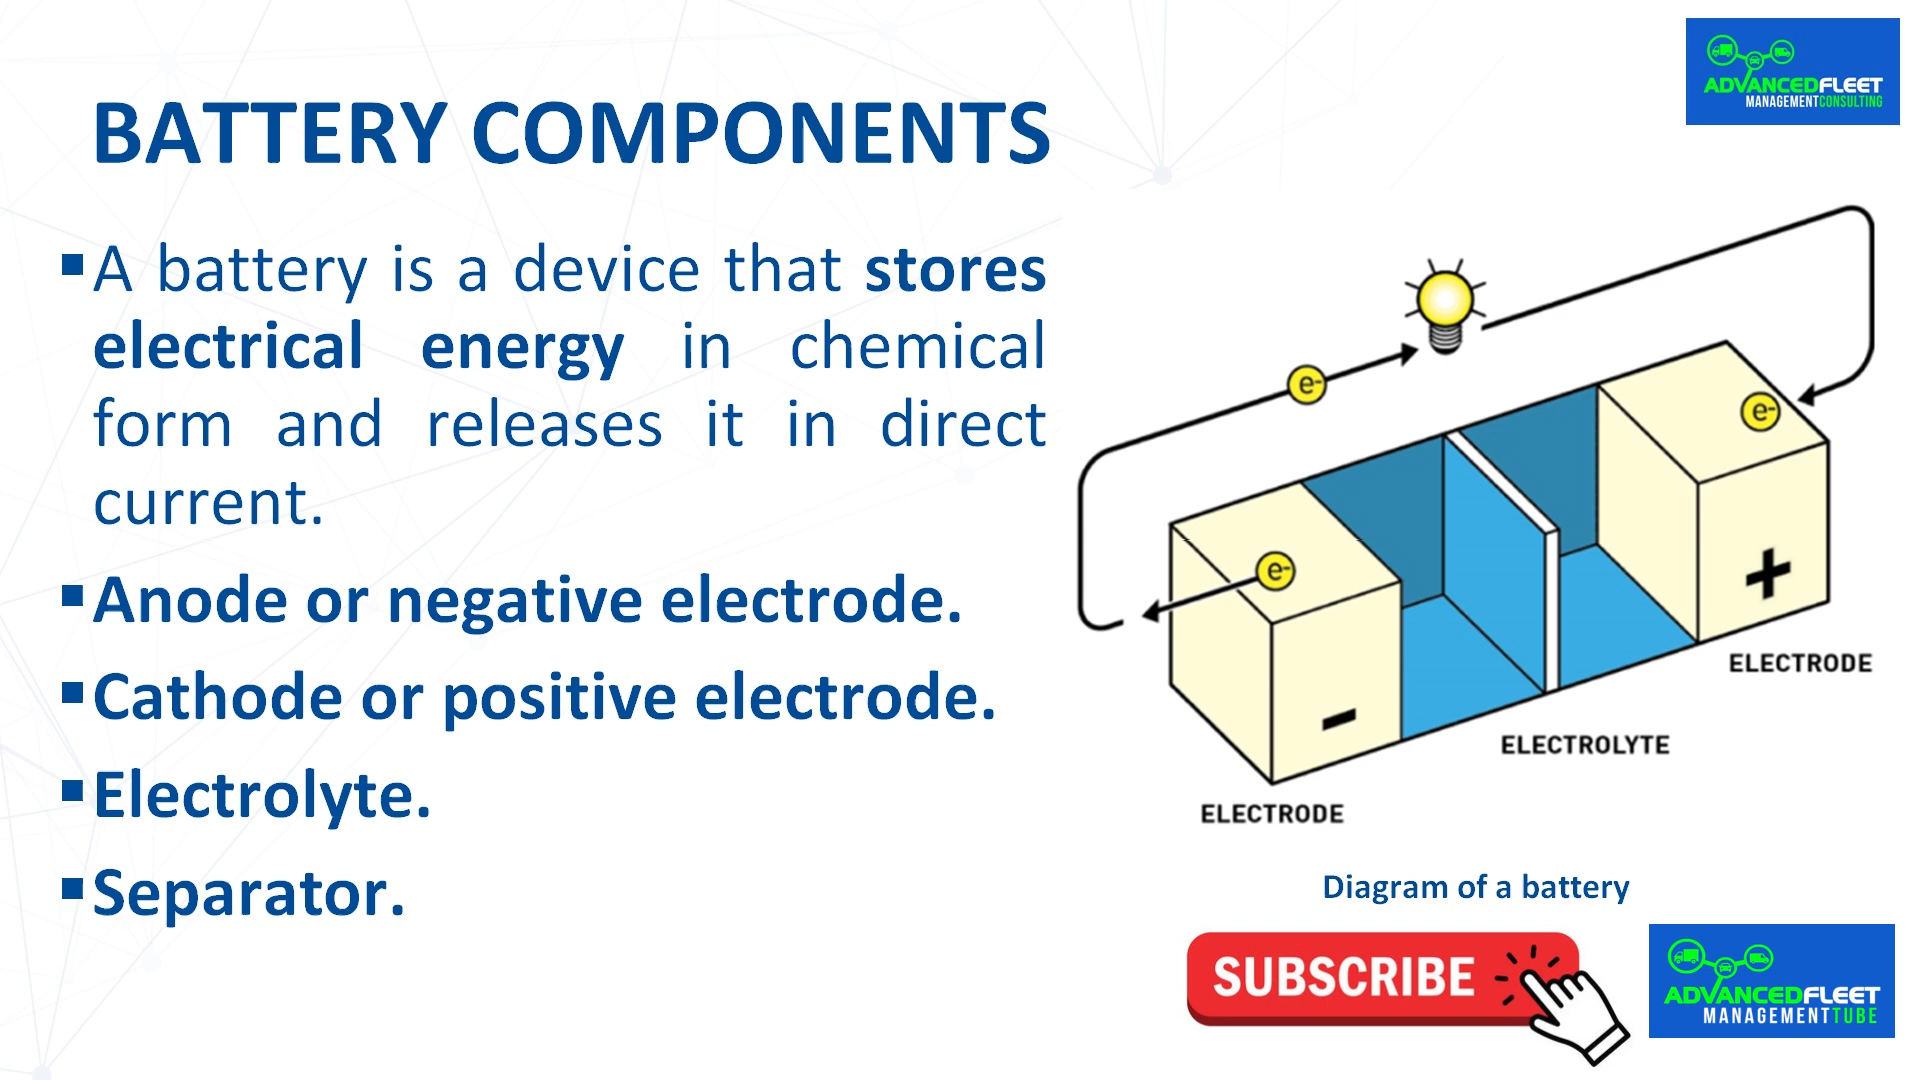 ADVANCEDFLEET
MANAGEMENTCONSULTING
BATTERY COMPONENTS
▪A battery is a device that stores
electrical energy in chemical
form and releases it in direct
current.
▪Anode or negative electrode.
▪Cathode or positive electrode.
▪Electrolyte.
▪Separator.
e-
e-
e-
+
-
ELECTRODE
ELECTROLYTE
ELECTRODE
Diagram of a battery
SUBSCRIBE
ADVANCEDFLEET
MANAGEMENTTUBE